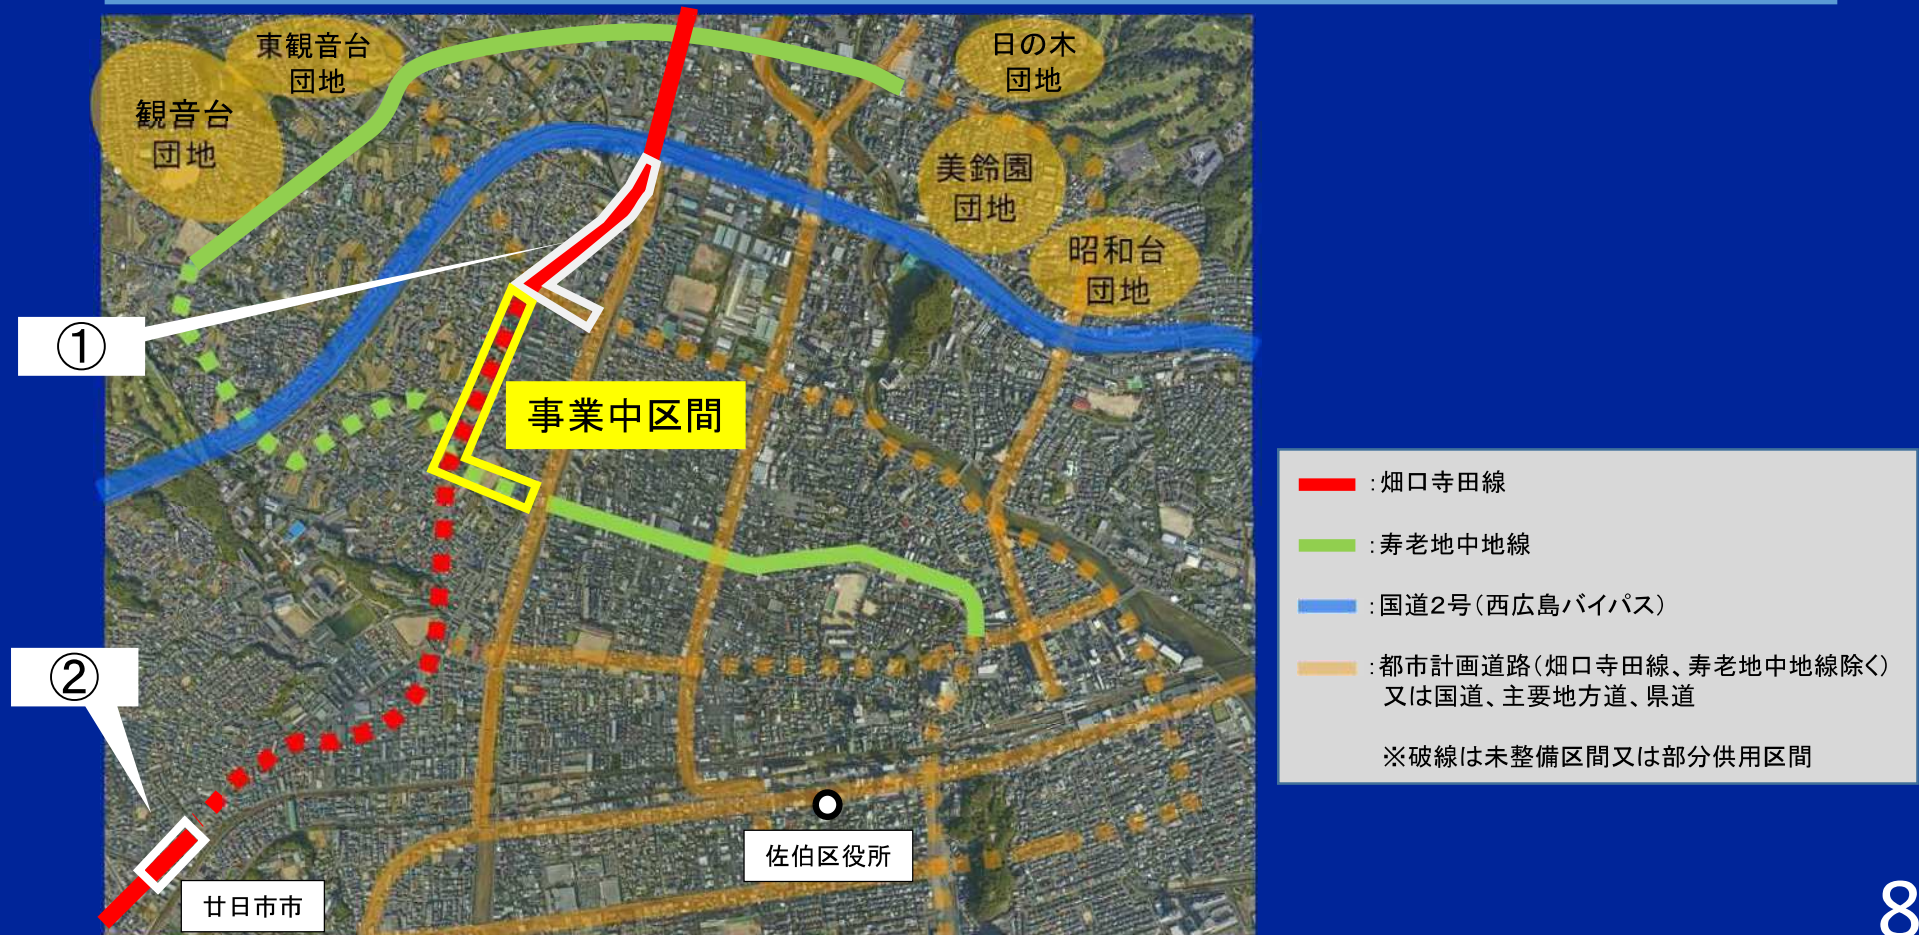 東観音台
団地
観音台
団地
日の木
団地
美鈴園
団地
昭和台
団地
①
事業中区間
②
佐伯区役所
廿日市市
:畑口寺田線
:寿老地中地線
:国道2号(西広島バイパス)
:都市計画道路(畑口寺田線、寿老地中地線除く)
又は国道、主要地方道、県道
※破線は未整備区間又は部分供用区間
8